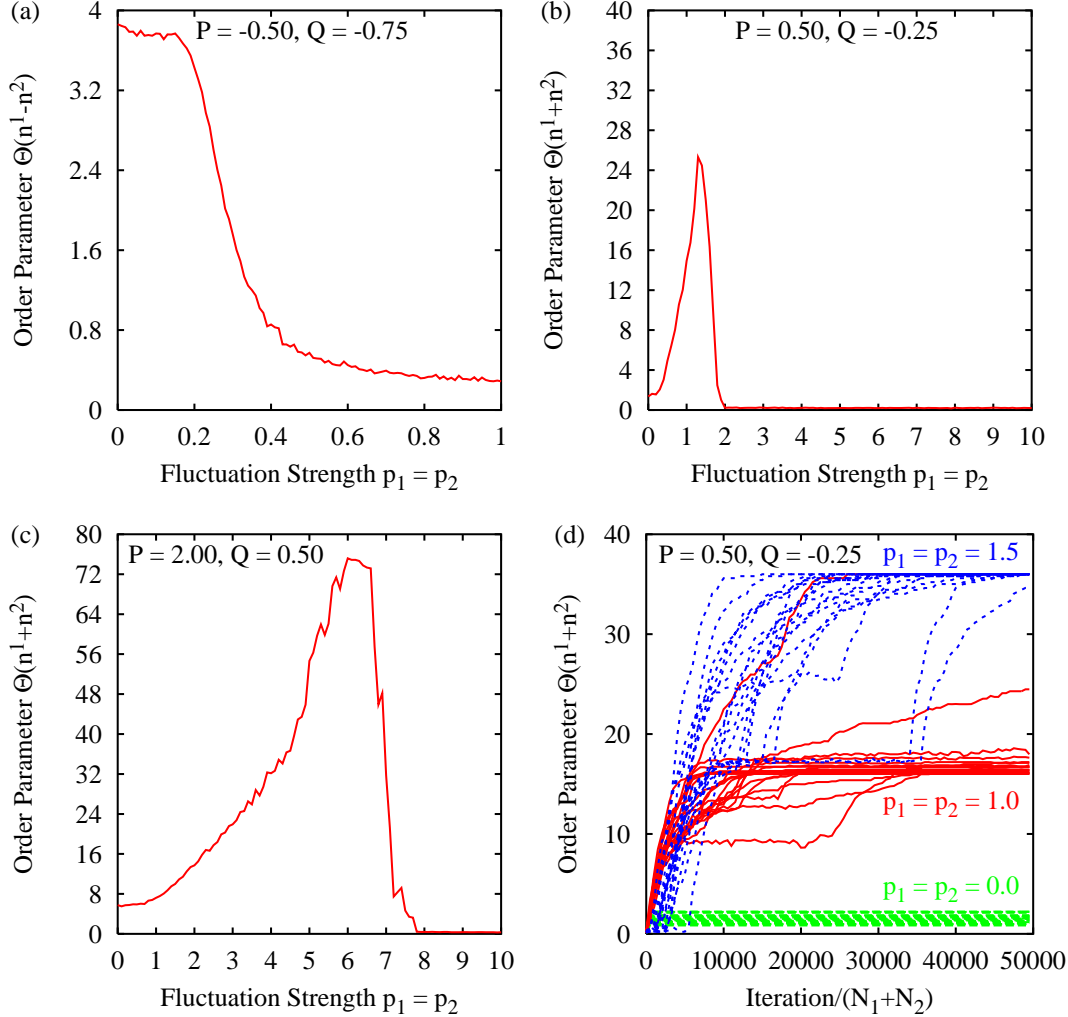 (a)
P = -0.50, Q = -0.75
Order Parameter Θ(n¹-n²)
4
3.2
2.4
1.6
0.8
0
0 0.2 0.4 0.6 0.8 1
Fluctuation Strength p₁ = p₂
(b)
P = 0.50, Q = -0.25
Order Parameter Θ(n¹+n²)
40
36
32
28
24
20
16
12
8
4
0
0 1 2 3 4 5 6 7 8 9 10
Fluctuation Strength p₁ = p₂
(c)
P = 2.00, Q = 0.50
Order Parameter Θ(n¹+n²)
80
72
64
56
48
40
32
24
16
8
0
0 1 2 3 4 5 6 7 8 9 10
Fluctuation Strength p₁ = p₂
(d)
P = 0.50, Q = -0.25
p₁ = p₂ = 1.5
p₁ = p₂ = 1.0
p₁ = p₂ = 0.0
Order Parameter Θ(n¹+n²)
40
30
20
10
0
0 10000 20000 30000 40000 50000
Iteration/(N₁+N₂)